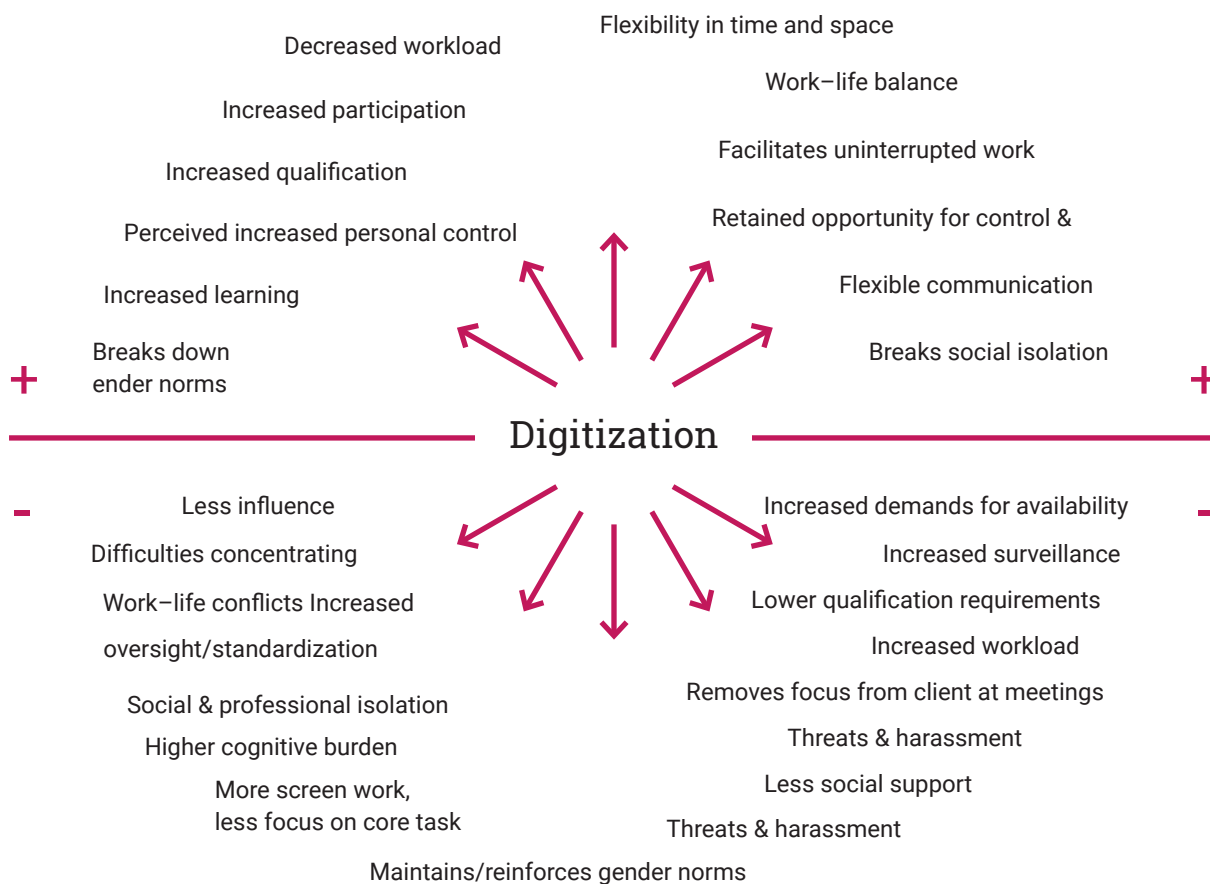 Flexibility in time and space
Decreased workload
Work–life balance
Increased participation
Facilitates uninterrupted work
Increased qualification
Retained opportunity for control &
Perceived increased personal control
Flexible communication
Increased learning
Breaks social isolation
Breaks down
ender norms
+
+
Digitization
-
-
Less influence
Increased demands for availability
Difficulties concentrating
Increased surveillance
Work–life conflicts Increased
Lower qualification requirements
oversight/standardization
Increased workload
Removes focus from client at meetings
Social & professional isolation
Threats & harassment
Higher cognitive burden
Less social support
More screen work,
less focus on core task
Threats & harassment
Maintains/reinforces gender norms